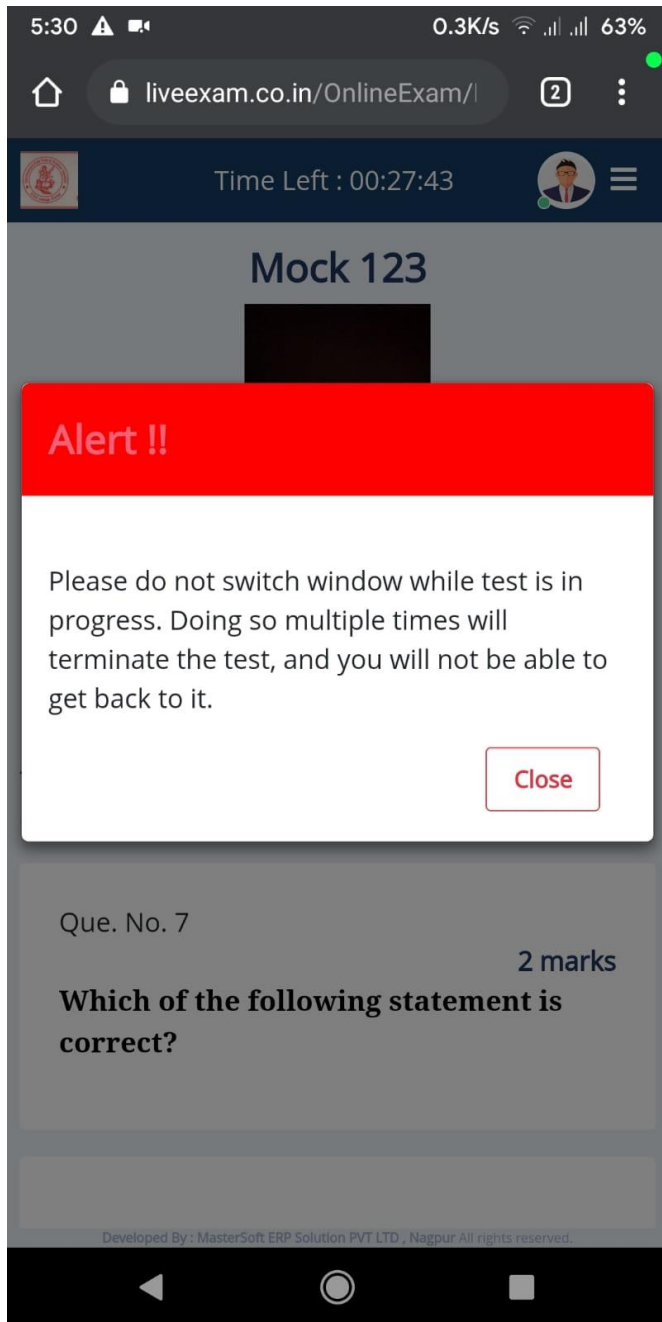 5:30 0.3K/s 63%
liveexam.co.in/OnlineExam/ 2
Time Left : 00:27:43
Mock 123
Alert !!
Please do not switch window while test is in
progress. Doing so multiple times will
terminate the test, and you will not be able to
get back to it.
Close
Que. No. 7
2 marks
Which of the following statement is
correct?
Developed By : MasterSoft ERP Solution PVT LTD , Nagpur All rights reserved.